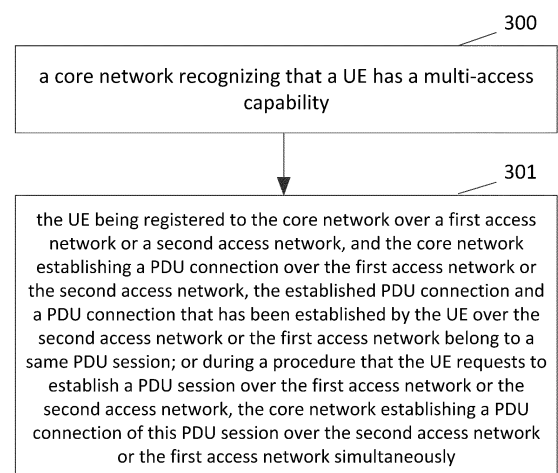 300
a core network recognizing that a UE has a multi-access
capability
301
the UE being registered to the core network over a first access
network or a second access network, and the core network
establishing a PDU connection over the first access network or
the second access network, the established PDU connection and
a PDU connection that has been established by the UE over the
second access network or the first access network belong to a
same PDU session; or during a procedure that the UE requests to
establish a PDU session over the first access network or the
second access network, the core network establishing a PDU
connection of this PDU session over the second access network
or the first access network simultaneously